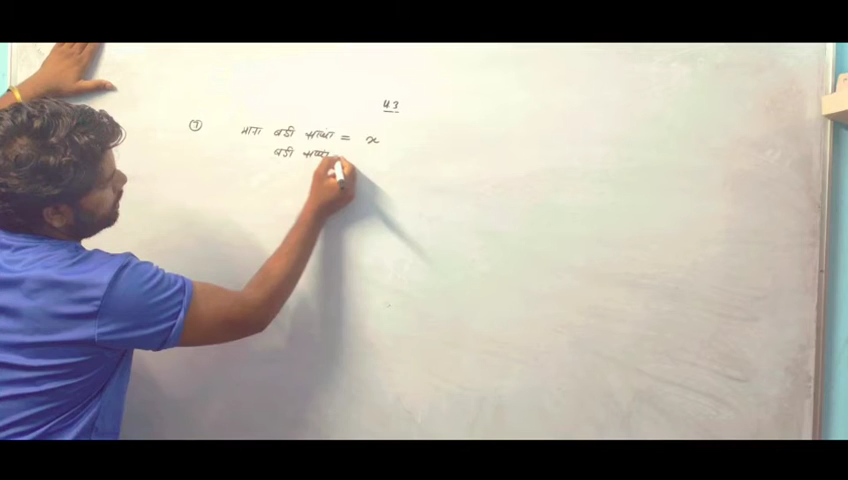 43
① माना बडी संख्या = x
बडी संख्या